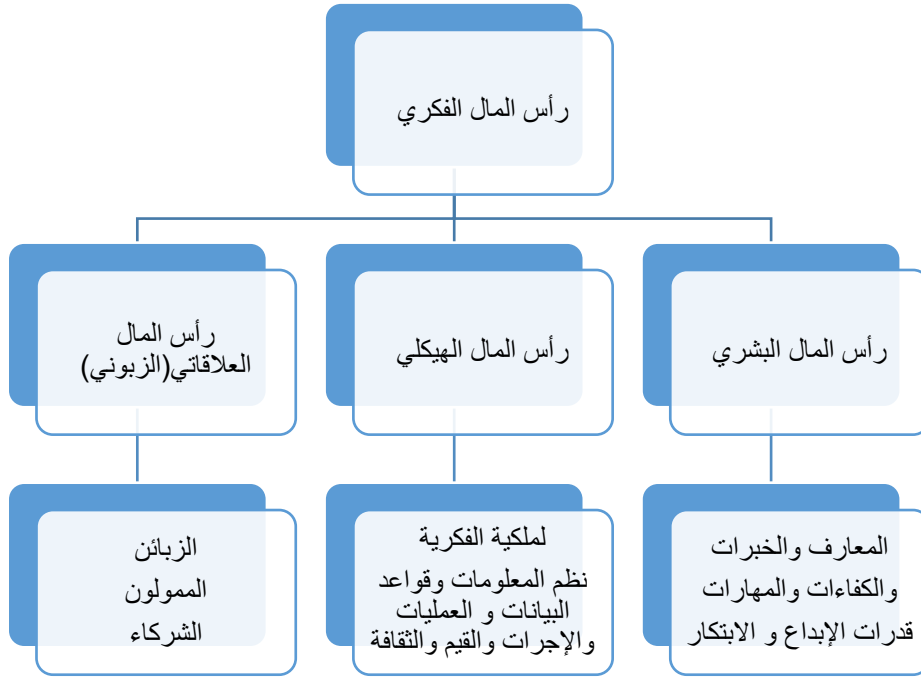 رأس المال الفكري
رأس المال البشري
رأس المال الهيكلي
رأس المال
العلاقاتي(الزبوني)
المعارف والخبرات
والكفاءات والمهارات
قدرات الإبداع و الابتكار
لملكية الفكرية
نظم المعلومات وقواعد
البيانات و العمليات
والإجرات والقيم والثقافة
الزبائن
الممولون
الشركاء